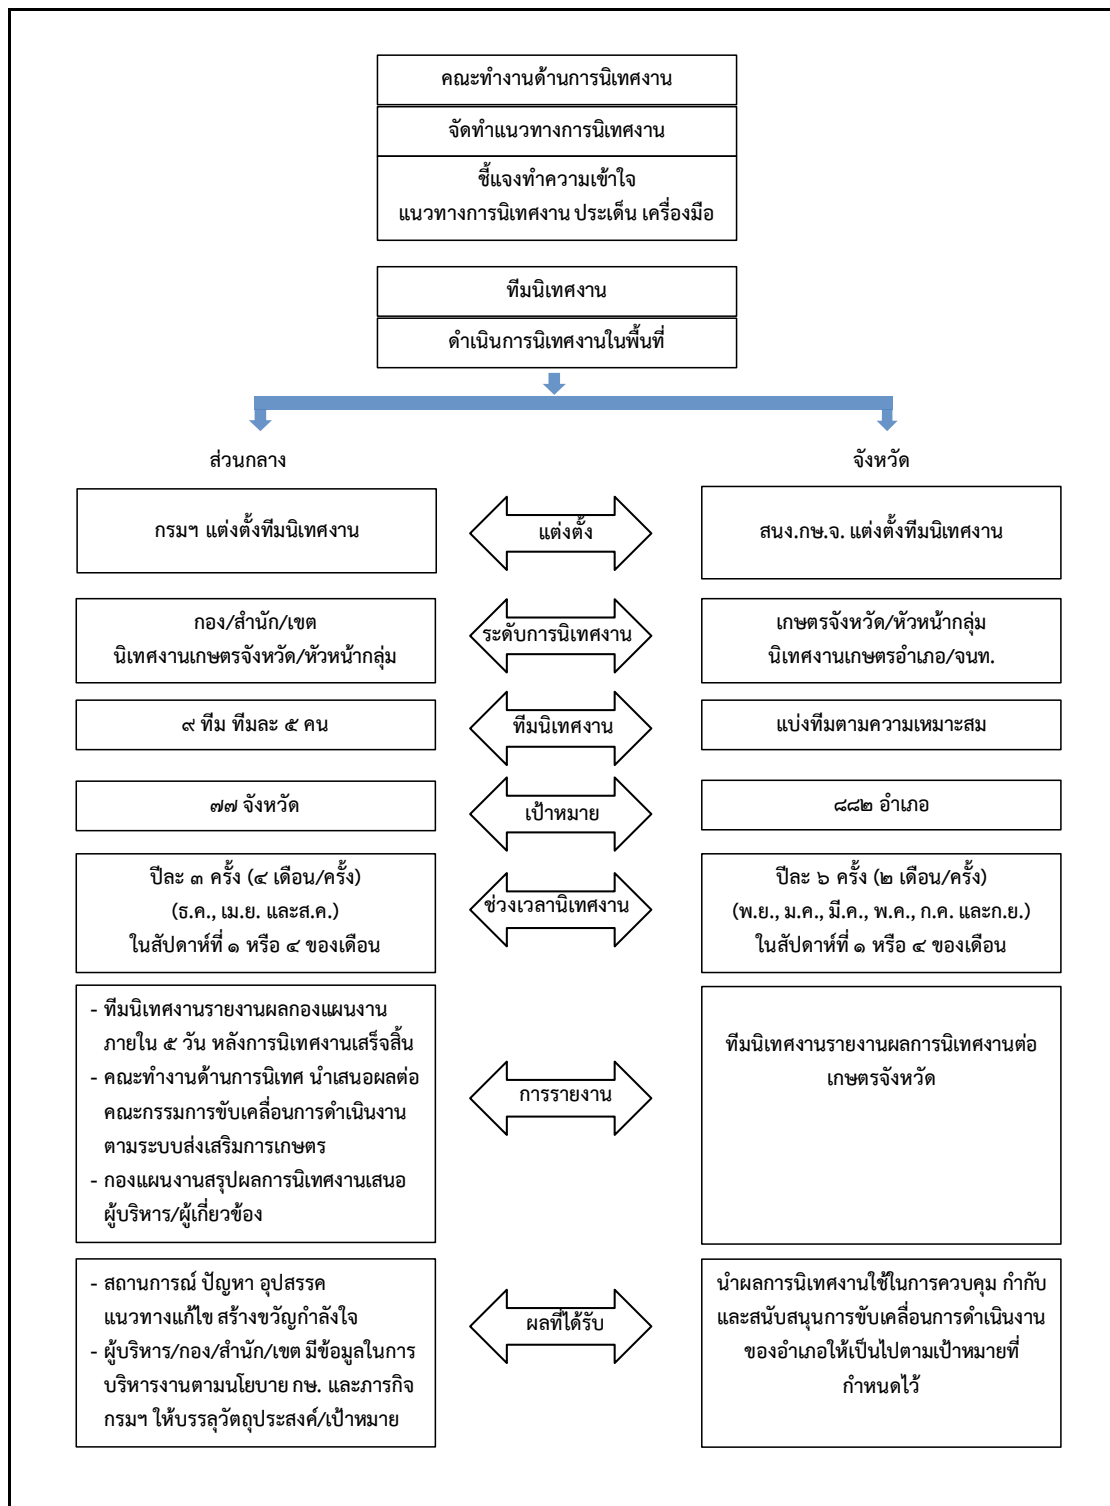 คณะทำงานด้านการนิเทศงาน
จัดทำแนวทางการนิเทศงาน
ชี้แจงทำความเข้าใจ
แนวทางการนิเทศงาน ประเด็น เครื่องมือ
ทีมนิเทศงาน
ดำเนินการนิเทศงานในพื้นที่
ส่วนกลาง
จังหวัด
กรมฯ แต่งตั้งทีมนิเทศงาน
แต่งตั้ง
สนง.กษ.จ. แต่งตั้งทีมนิเทศงาน
กอง/สำนัก/เขต
นิเทศงานเกษตรจังหวัด/หัวหน้ากลุ่ม
ระดับการนิเทศงาน
เกษตรจังหวัด/หัวหน้ากลุ่ม
นิเทศงานเกษตรอำเภอ/จนท.
๙ ทีม ทีมละ ๕ คน
ทีมนิเทศงาน
แบ่งทีมตามความเหมาะสม
๗๗ จังหวัด
เป้าหมาย
๘๘๒ อำเภอ
ปีละ ๓ ครั้ง (๔ เดือน/ครั้ง)
(ธ.ค., เม.ย. และส.ค.)
ในสัปดาห์ที่ ๑ หรือ ๔ ของเดือน
ช่วงเวลานิเทศงาน
ปีละ ๖ ครั้ง (๒ เดือน/ครั้ง)
(พ.ย., ม.ค., มี.ค., พ.ค., ก.ค. และก.ย.)
ในสัปดาห์ที่ ๑ หรือ ๔ ของเดือน
- ทีมนิเทศงานรายงานผลกองแผนงาน
ภายใน ๕ วัน หลังการนิเทศงานเสร็จสิ้น
- คณะทำงานด้านการนิเทศ นำเสนอผลต่อ
คณะกรรมการขับเคลื่อนการดำเนินงาน
ตามระบบส่งเสริมการเกษตร
- กองแผนงานสรุปผลการนิเทศงานเสนอ
ผู้บริหาร/ผู้เกี่ยวข้อง
การรายงาน
ทีมนิเทศงานรายงานผลการนิเทศงานต่อ
เกษตรจังหวัด
- สถานการณ์ ปัญหา อุปสรรค
แนวทางแก้ไข สร้างขวัญกำลังใจ
- ผู้บริหาร/กอง/สำนัก/เขต มีข้อมูลในการ
บริหารงานตามนโยบาย กษ. และภารกิจ
กรมฯ ให้บรรลุวัตถุประสงค์/เป้าหมาย
ผลที่ได้รับ
นำผลการนิเทศงานใช้ในการควบคุม กำกับ
และสนับสนุนการขับเคลื่อนการดำเนินงาน
ของอำเภอให้เป็นไปตามเป้าหมายที่
กำหนดไว้